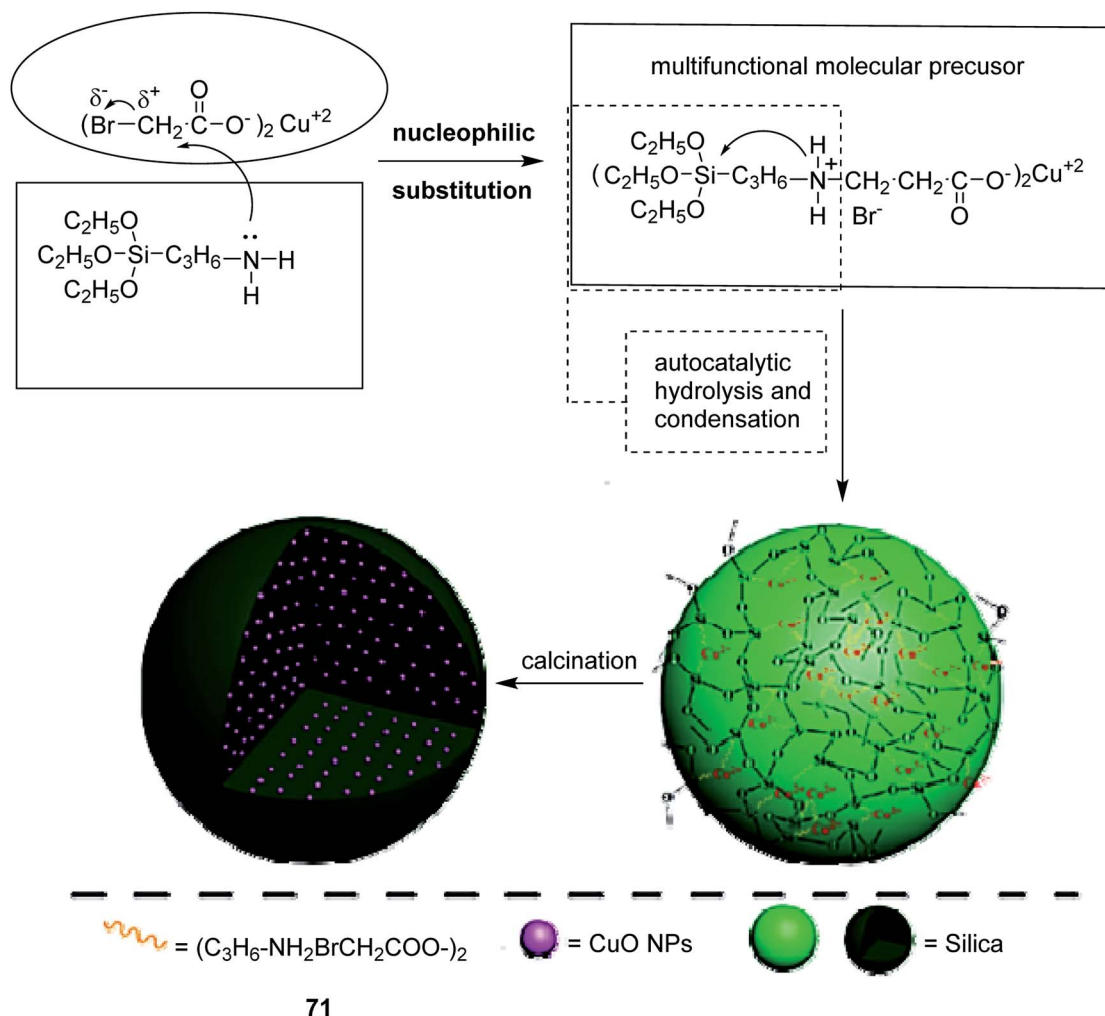 δ- δ+ O
(Br—CH2·C—O- )2 Cu+2
nucleophilic
substitution
C2H5O
C2H5O—Si—C3H6—N—H
C2H5O H
multifunctional molecular precusor
C2H5O H
(C2H5O—Si—C3H6—N+—CH2·CH2—C—O- )2Cu+2
C2H5O H Br- O
autocatalytic
hydrolysis and
condensation
calcination
= (C3H6-NH2BrCH2COO-)2
= CuO NPs
= Silica
71